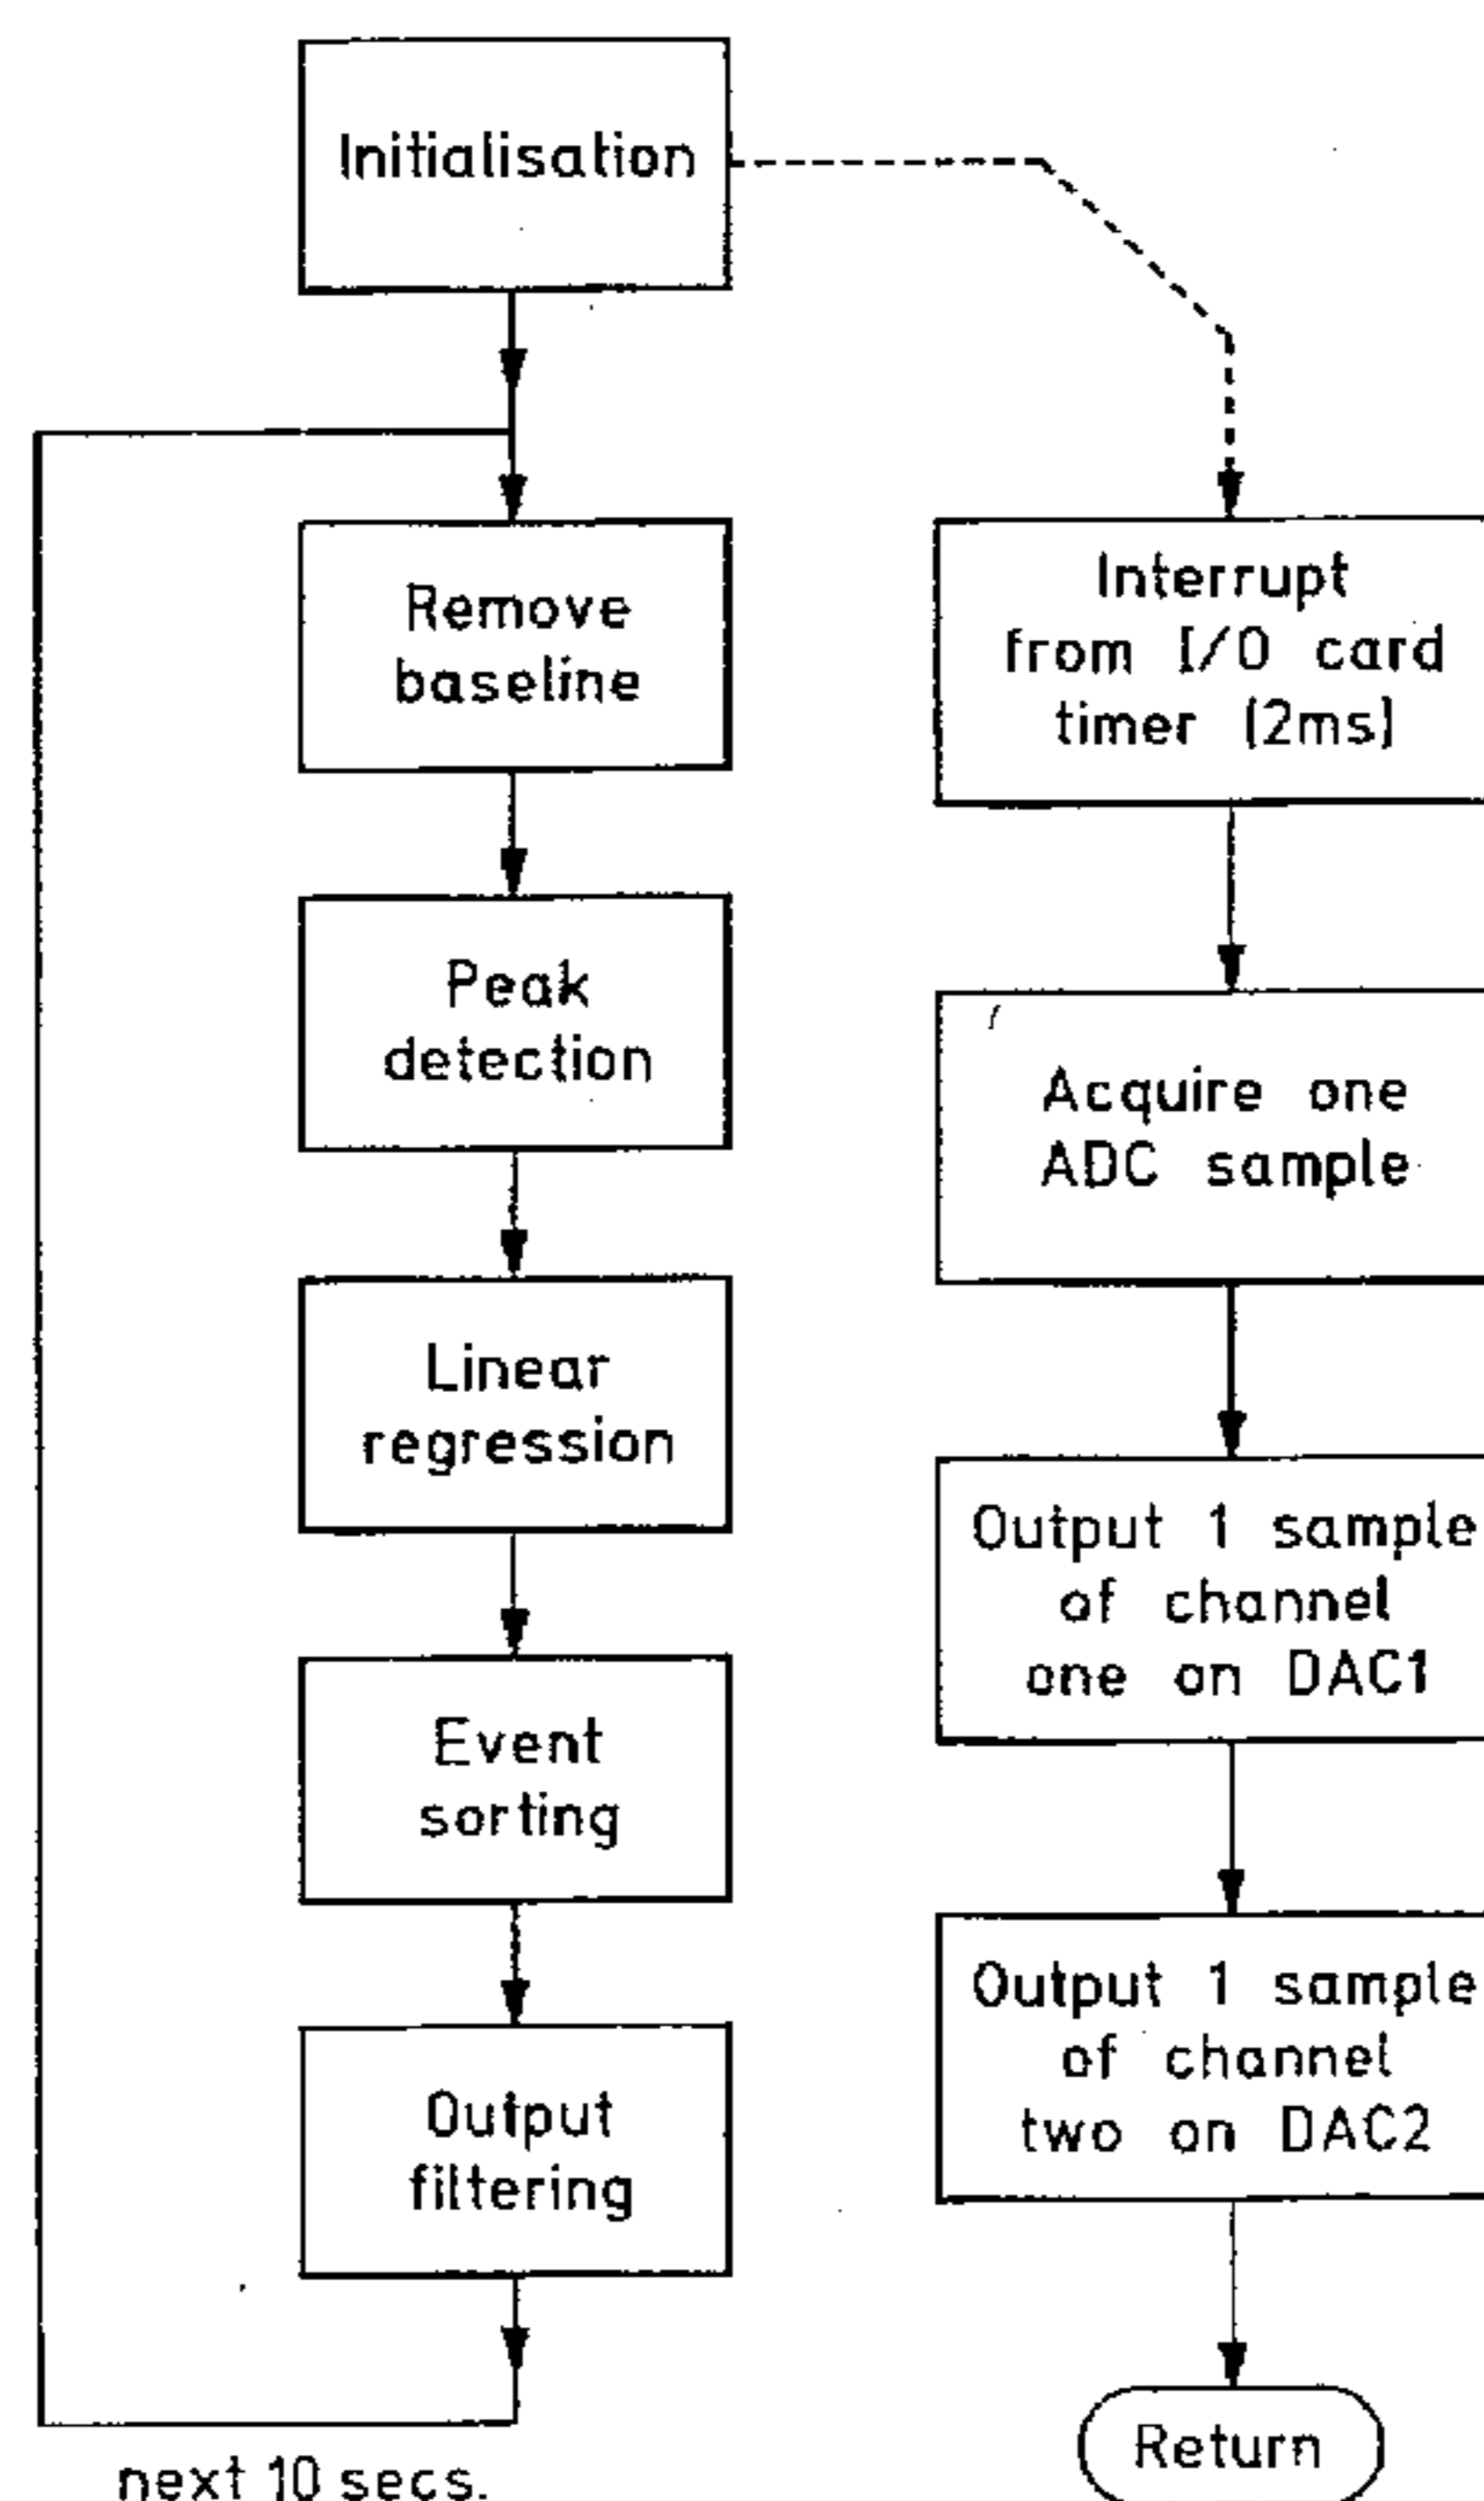 Initialisation
Remove
baseline
Peak
detection
Linear
regression
Event
sorting
Output
filtering
next 10 secs.
Interrupt
from I/O card
timer (2ms)
Acquire one
ADC sample
Output 1 sample
of channel
one on DAC1
Output 1 sample
of channel
two on DAC2
Return